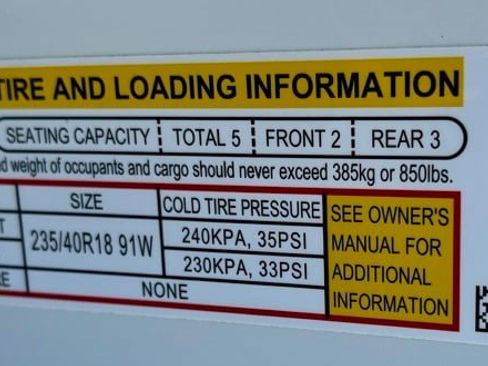 TIRE AND LOADING INFORMATION
SEATING CAPACITY TOTAL 5 FRONT 2 REAR 3
weight of occupants and cargo should never exceed 385kg or 850lbs.
SIZE COLD TIRE PRESSURE
235/40R18 91W
240KPA, 35PSI
230KPA, 33PSI
NONE
SEE OWNER'S
MANUAL FOR
ADDITIONAL
INFORMATION